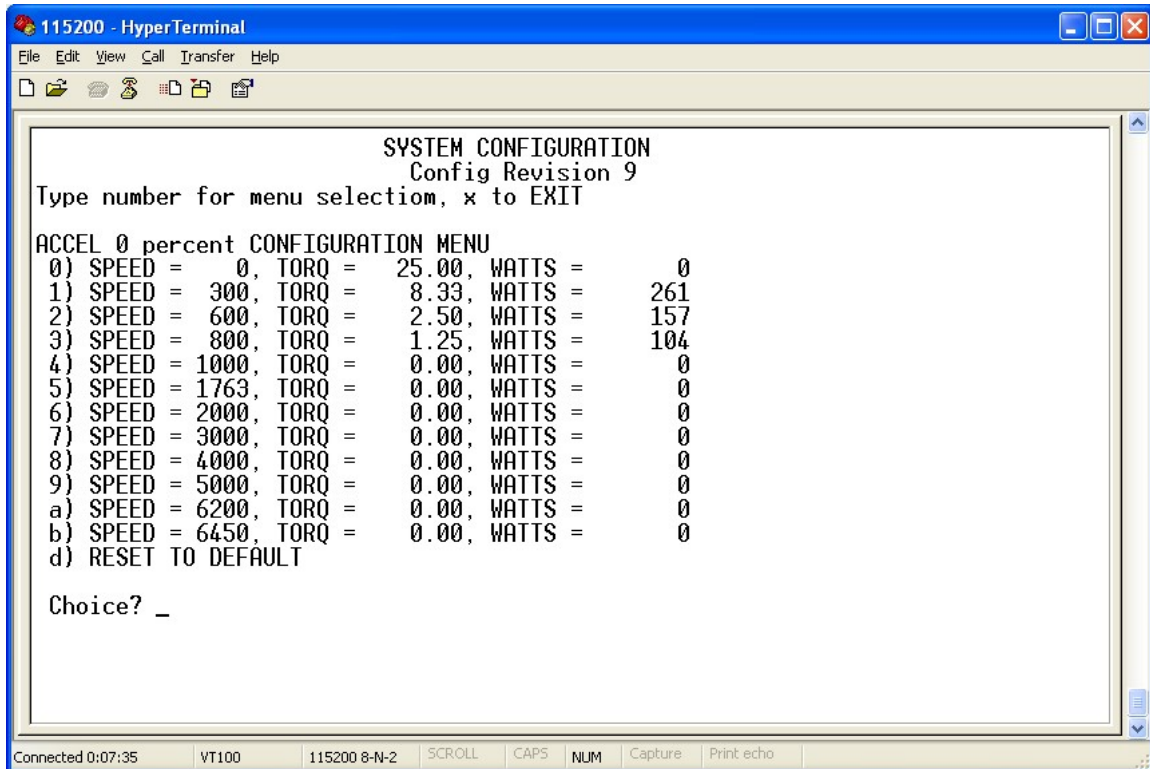 115200 - HyperTerminal
File Edit View Call Transfer Help
SYSTEM CONFIGURATION
Config Revision 9
Type number for menu selectiom, x to EXIT
ACCEL 0 percent CONFIGURATION MENU
0) SPEED = 0, TORQ = 25.00, WATTS = 0
1) SPEED = 300, TORQ = 8.33, WATTS = 261
2) SPEED = 600, TORQ = 2.50, WATTS = 157
3) SPEED = 800, TORQ = 1.25, WATTS = 104
4) SPEED = 1000, TORQ = 0.00, WATTS = 0
5) SPEED = 1763, TORQ = 0.00, WATTS = 0
6) SPEED = 2000, TORQ = 0.00, WATTS = 0
7) SPEED = 3000, TORQ = 0.00, WATTS = 0
8) SPEED = 4000, TORQ = 0.00, WATTS = 0
9) SPEED = 5000, TORQ = 0.00, WATTS = 0
a) SPEED = 6200, TORQ = 0.00, WATTS = 0
b) SPEED = 6450, TORQ = 0.00, WATTS = 0
d) RESET TO DEFAULT
Choice? _
Connected 0:07:35 VT100 115200 8-N-2 SCROLL CAPS NUM Capture Print echo